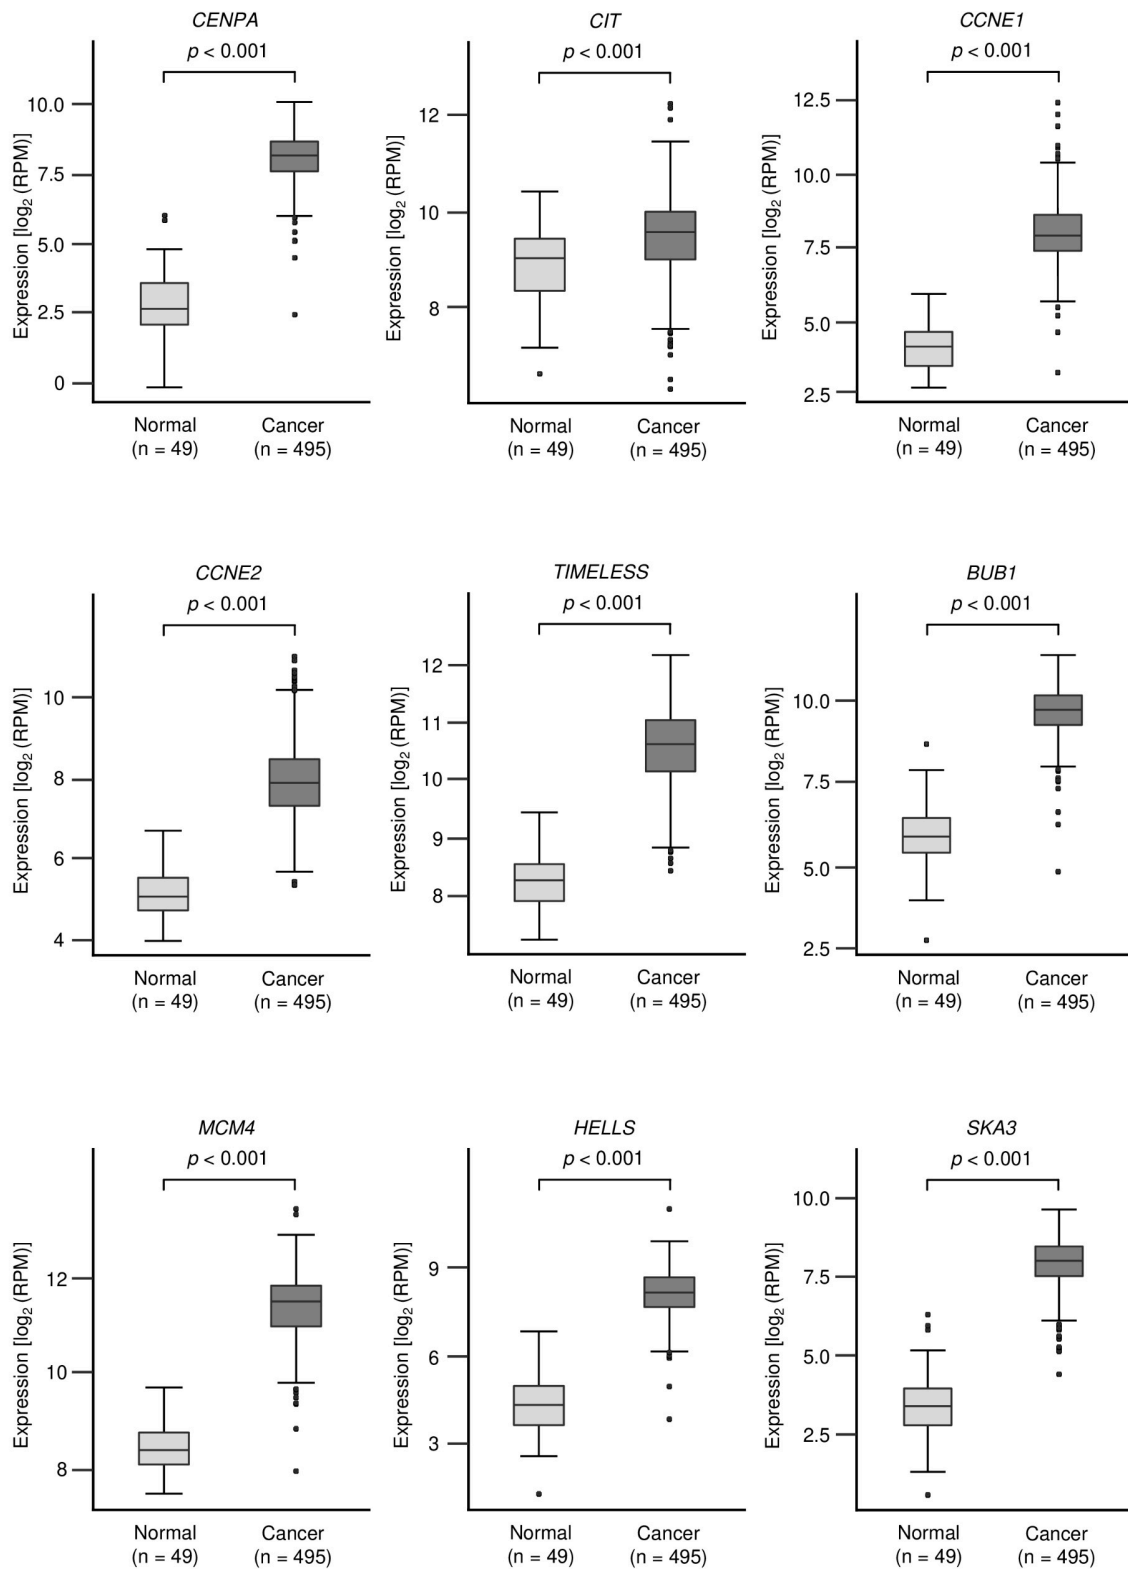 CENPA
p < 0.001
Expression [log2 (RPM)]
10.0
7.5
5.0
2.5
0
Normal
(n = 49)
Cancer
(n = 495)
CIT
p < 0.001
Expression [log2 (RPM)]
12
10
8
Normal
(n = 49)
Cancer
(n = 495)
CCNE1
p < 0.001
Expression [log2 (RPM)]
12.5
10.0
7.5
5.0
2.5
Normal
(n = 49)
Cancer
(n = 495)
CCNE2
p < 0.001
Expression [log2 (RPM)]
10
8
6
4
Normal
(n = 49)
Cancer
(n = 495)
TIMELESS
p < 0.001
Expression [log2 (RPM)]
12
11
10
9
8
Normal
(n = 49)
Cancer
(n = 495)
BUB1
p < 0.001
Expression [log2 (RPM)]
10.0
7.5
5.0
2.5
Normal
(n = 49)
Cancer
(n = 495)
MCM4
p < 0.001
Expression [log2 (RPM)]
12
10
8
Normal
(n = 49)
Cancer
(n = 495)
HELLS
p < 0.001
Expression [log2 (RPM)]
9
6
3
Normal
(n = 49)
Cancer
(n = 495)
SKA3
p < 0.001
Expression [log2 (RPM)]
10.0
7.5
5.0
2.5
Normal
(n = 49)
Cancer
(n = 495)